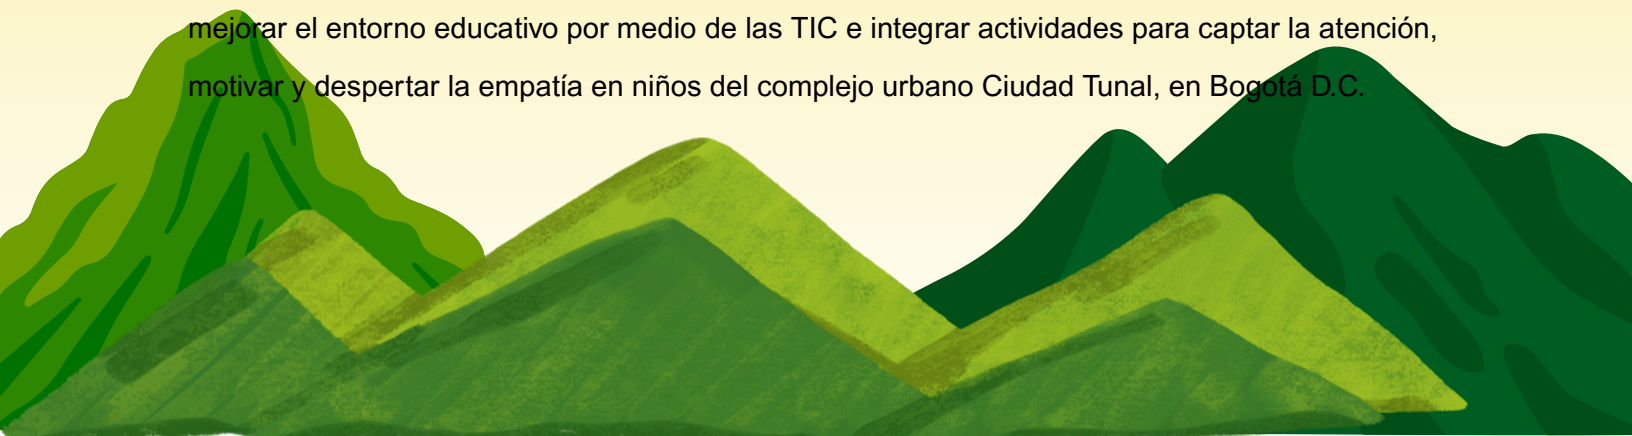 mejorar el entorno educativo por medio de las TIC e integrar actividades para captar la atención,
motivar y despertar la empatía en niños del complejo urbano Ciudad Tunal, en Bogotá D.C.